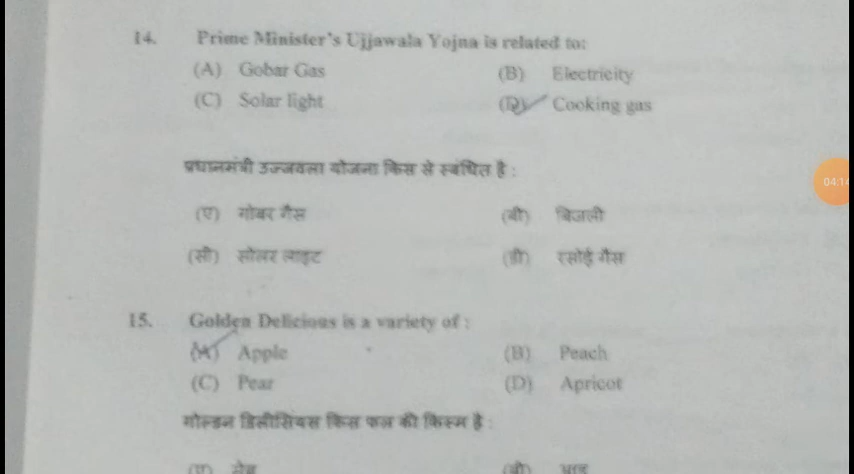 14. Prime Minister's Ujjawala Yojna is related to:
(A) Gobar Gas (B) Electricity
(C) Solar light (D) Cooking gas
प्रधानमंत्री उज्जवला योजना किस से स्बंधित है :
(ए) गोबर गैस (बी) बिजली
(सी) सोलर लाइट (डी) रसोई गैस
04:14
15. Golden Delicious is a variety of :
(A) Apple (B) Peach
(C) Pear (D) Apricot
गोल्डन डिलीसियस किस फल की किस्म है :
(ए) सेब (बी)